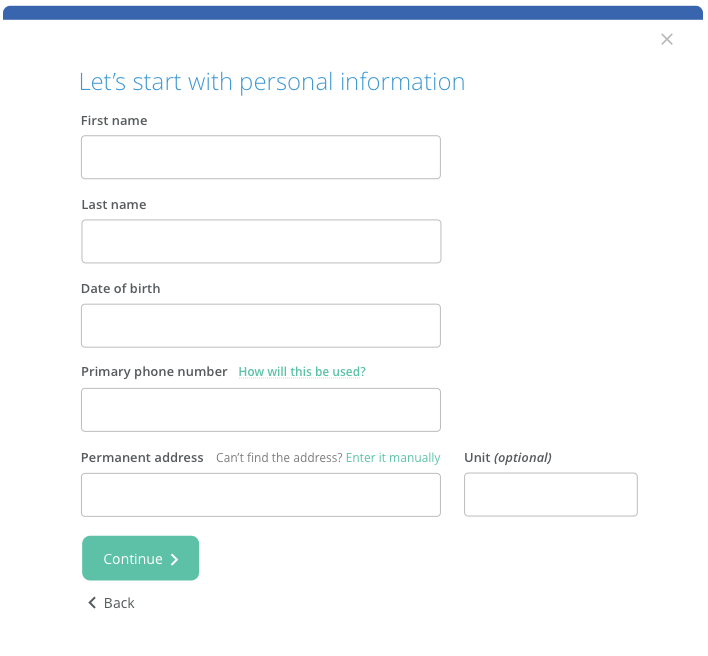 Let’s start with personal information
First name
Last name
Date of birth
Primary phone number How will this be used?
Permanent address Can’t find the address? Enter it manually Unit (optional)
Continue
Back